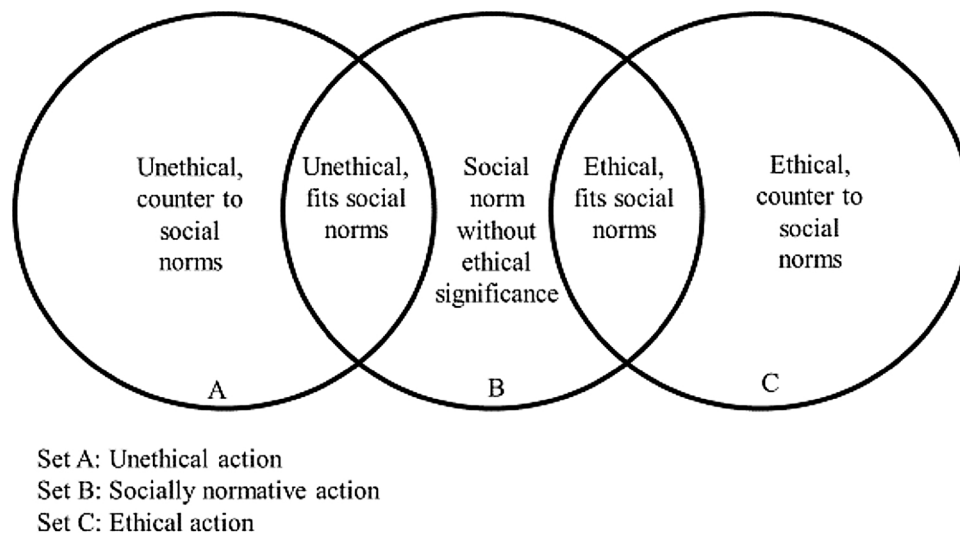 Unethical,
counter to
social
norms
Unethical,
fits social
norms
Social
norm
without
ethical
significance
Ethical,
fits social
norms
Ethical,
counter to
social
norms
A
B
C
Set A: Unethical action
Set B: Socially normative action
Set C: Ethical action